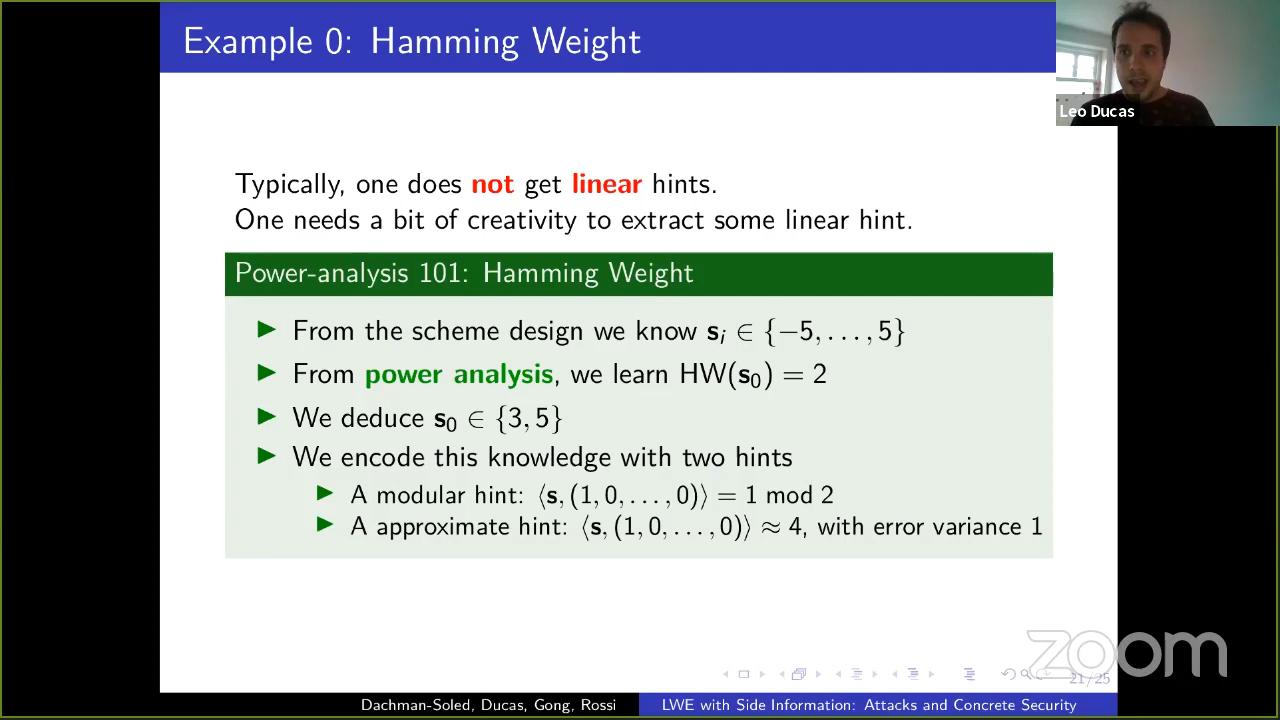 Example 0: Hamming Weight
Leo Ducas
Typically, one does not get linear hints.
One needs a bit of creativity to extract some linear hint.
Power-analysis 101: Hamming Weight
▶ From the scheme design we know sᵢ ∈ {−5, . . . , 5}
▶ From power analysis, we learn HW(s₀) = 2
▶ We deduce s₀ ∈ {3, 5}
▶ We encode this knowledge with two hints
▶ A modular hint: ⟨s, (1, 0, . . . , 0)⟩ = 1 mod 2
▶ A approximate hint: ⟨s, (1, 0, . . . , 0)⟩ ≈ 4, with error variance 1
zoom
21/25
Dachman-Soled, Ducas, Gong, Rossi
LWE with Side Information: Attacks and Concrete Security